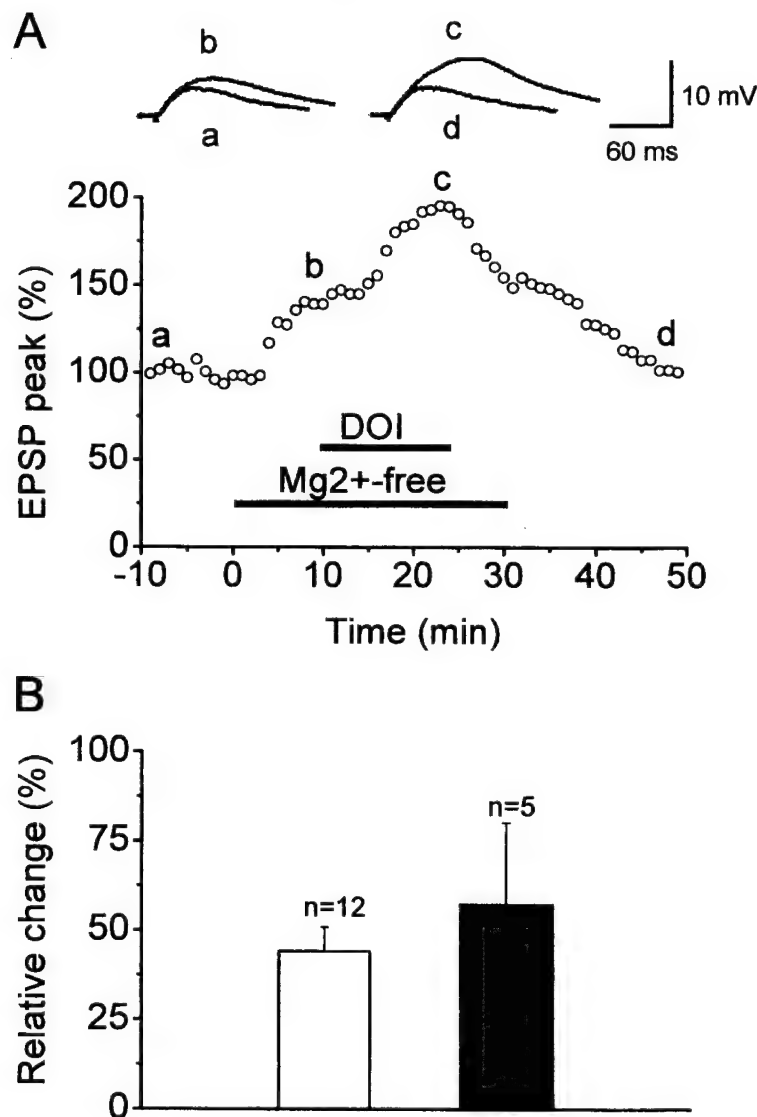 A
b
c
a
d
10 mV
60 ms
EPSP peak (%)
200
150
100
50
0
a
b
c
d
DOI
Mg2+-free
-10
0
10
20
30
40
50
Time (min)
B
Relative change (%)
100
75
50
25
0
n=12
n=5